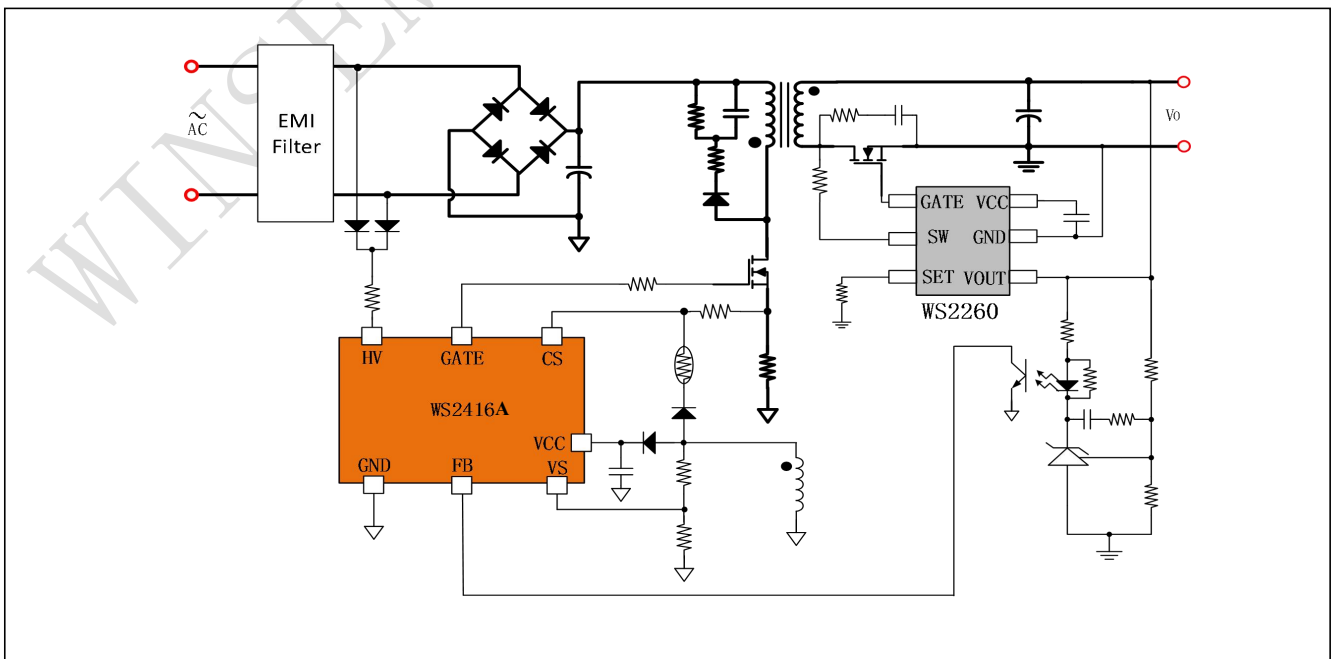 WINSEM
EMI
Filter
~
AC
Vo
GATE VCC
SW GND
SET VOUT
WS2260
HV GATE CS
WS2416A
VCC
GND FB VS